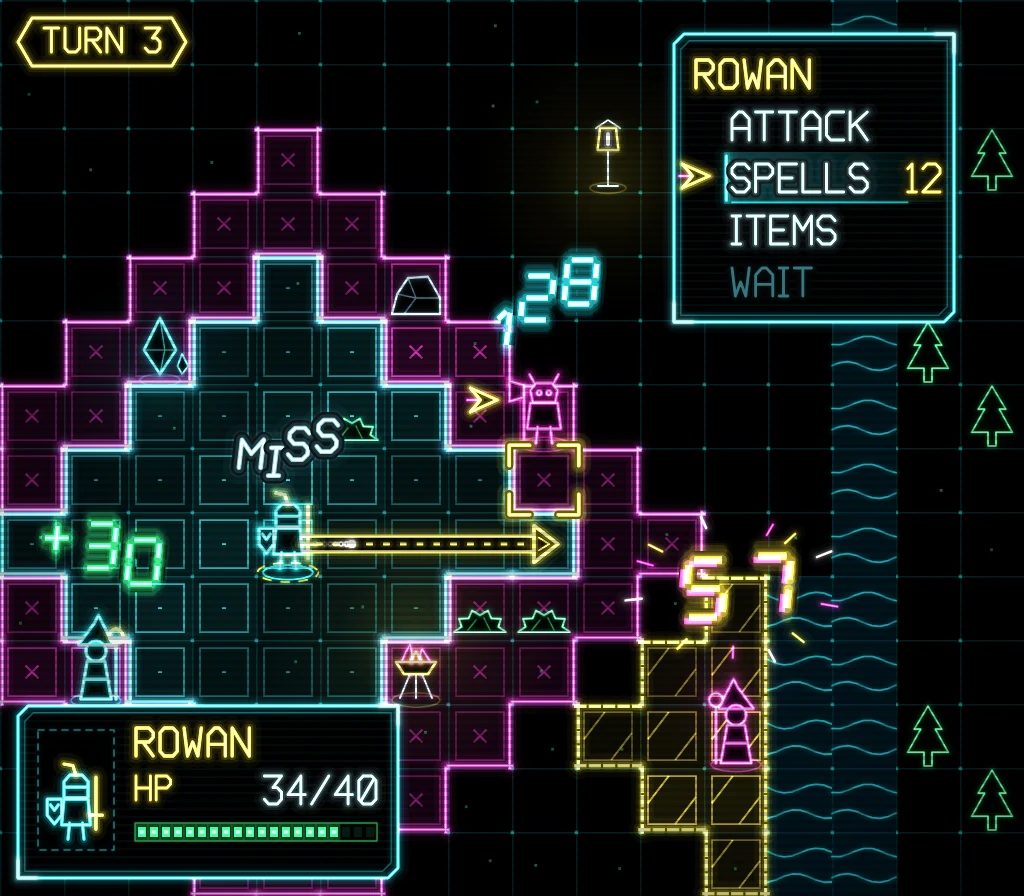 TURN 3
ROWAN
ATTACK
SPELLS 12
ITEMS
WAIT
128
MISS
+30
57
ROWAN
HP 34/40